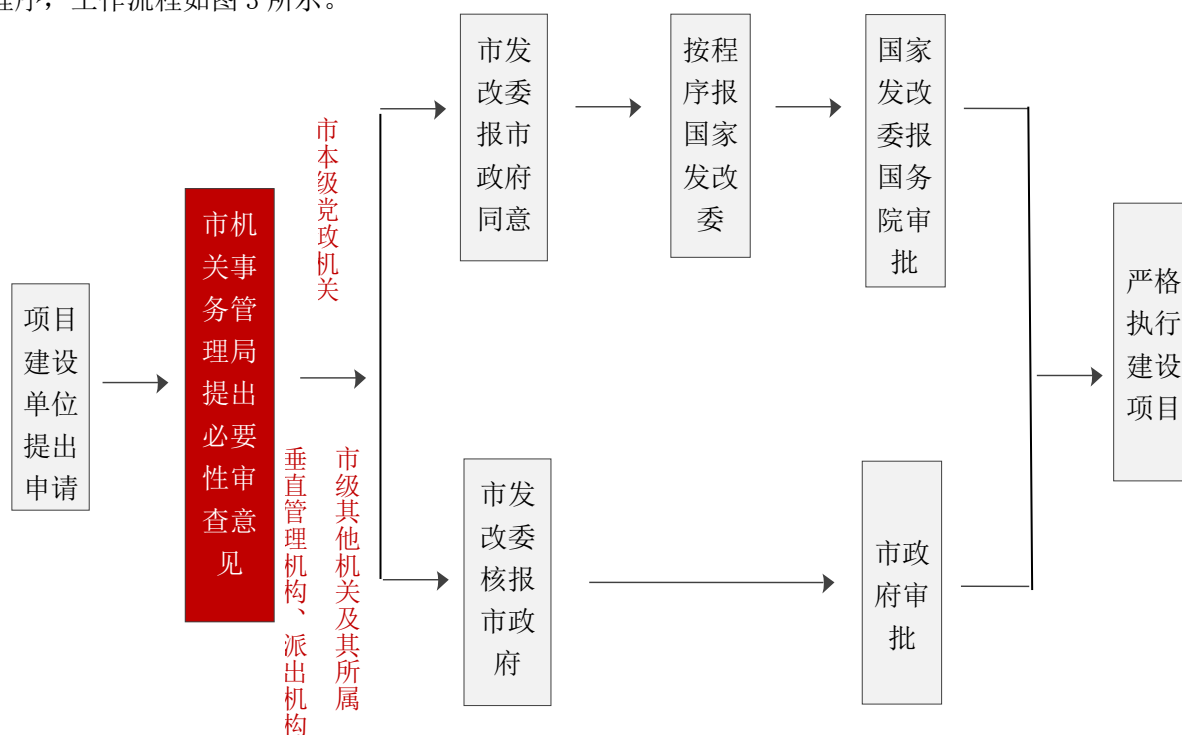 程序，工作流程如图 3 所示。
项目
建设
单位
提出
申请
市机
关事
务管
理局
提出
必要
性审
查意
见
市本级党政机关
市级其他机关及其所属
垂直管理机构、派出机构
市发
改委
报市
政府
同意
按程
序报
国家
发改
委
国家
发改
委报
国务
院审
批
市发
改委
核报
市政
府
市政
府审
批
严格
执行
建设
项目